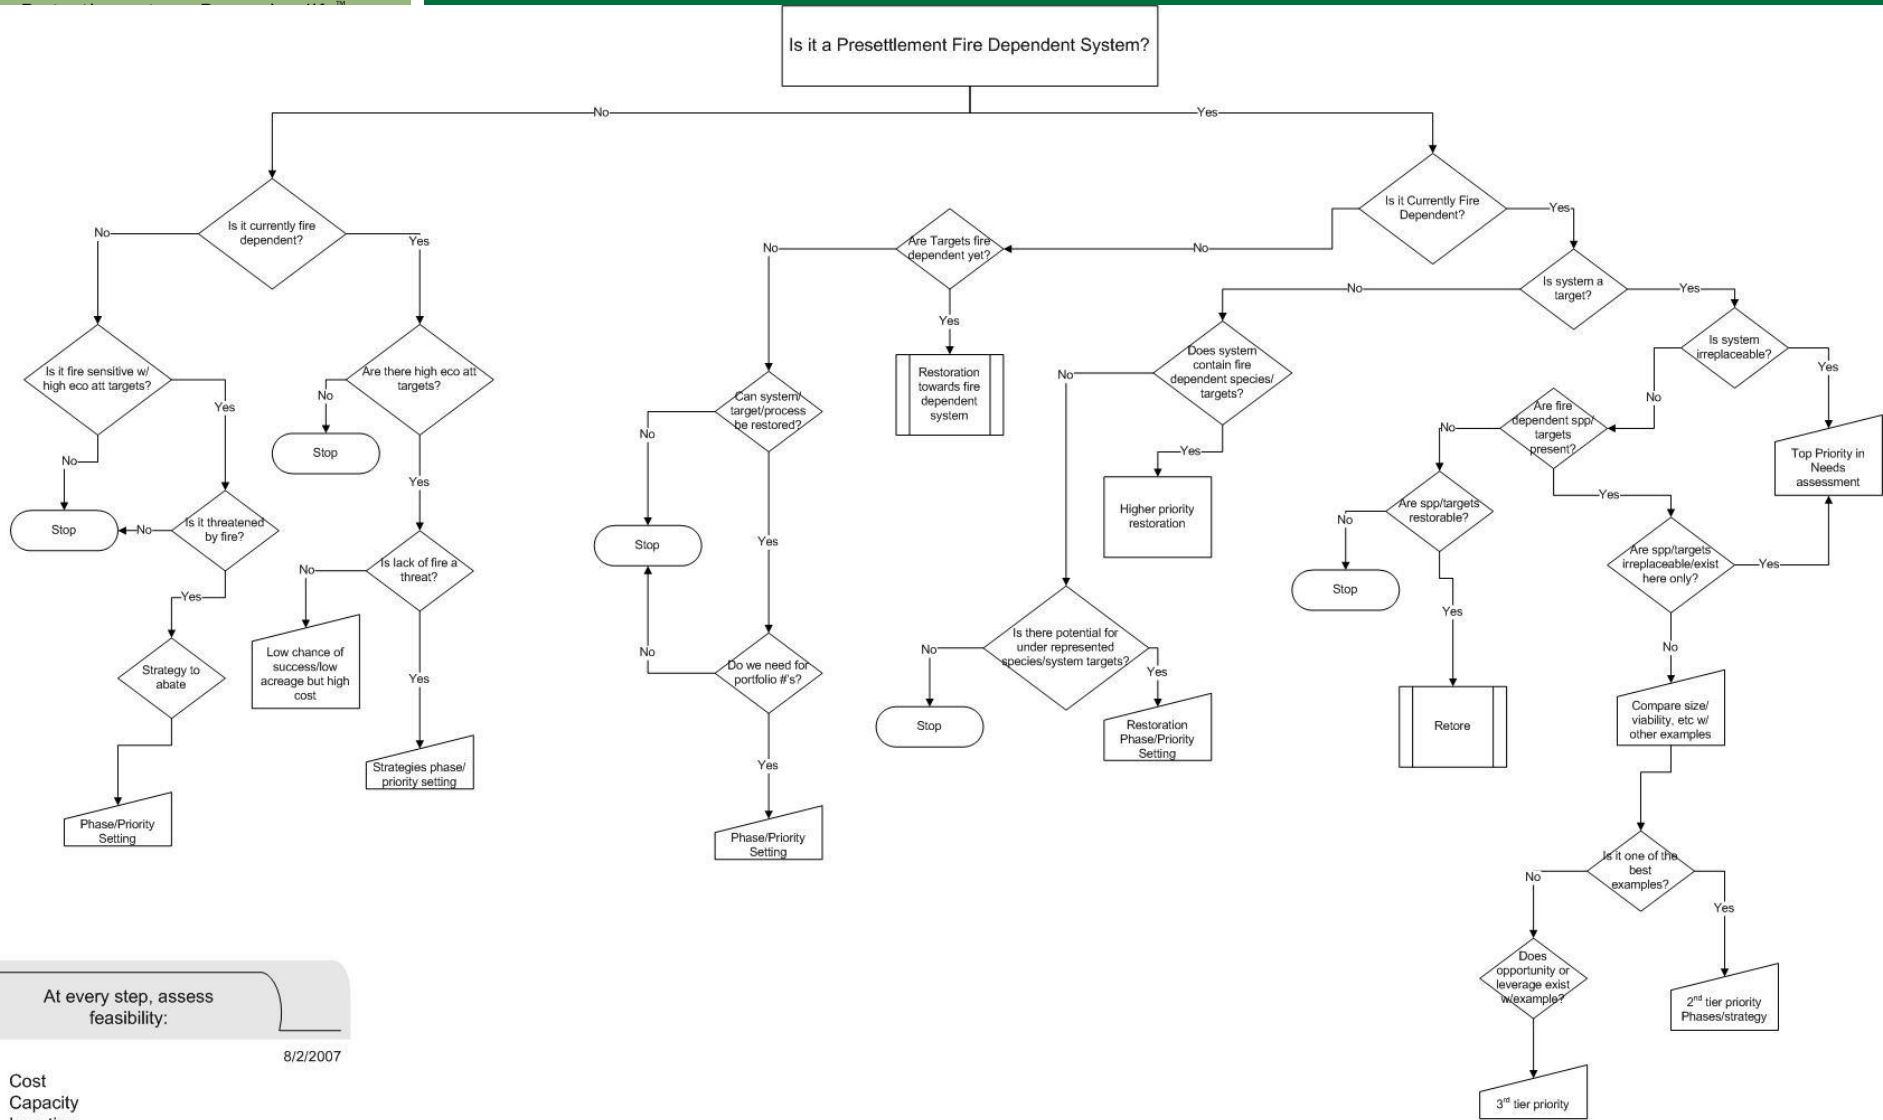 Is it a Presettlement Fire Dependent System?
No
Yes
Is it currently fire
dependent?
No
Yes
Is it Currently Fire
Dependent?
Yes
No
Are Targets fire
dependent yet?
No
Yes
Is system a
target?
No
Yes
Is it fire sensitive w/
high eco att targets?
Yes
No
Are there high eco att
targets?
No
Yes
Stop
Stop
No
Is it threatened
by fire?
Yes
Is lack of fire a
threat?
No
Yes
Strategy to
abate
Low chance of
success/low
acreage but high
cost
Strategies phase/
priority setting
Phase/Priority
Setting
Restoration
towards fire
dependent
system
Can system/
target/process
be restored?
No
Yes
Stop
No
Do we need for
portfolio #'s?
Yes
Phase/Priority
Setting
Does system
contain fire
dependent species/
targets?
No
Yes
Higher priority
restoration
Is there potential for
under represented
species/system targets?
No
Yes
Stop
Restoration
Phase/Priority
Setting
Is system
irreplaceable?
No
Yes
Top Priority in
Needs
assessment
Are fire
dependent spp/
targets
present?
No
Yes
Are spp/targets
restorable?
No
Yes
Stop
Retore
Are spp/targets
irreplaceable/exist
here only?
Yes
No
Compare size/
viability, etc w/
other examples
Is it one of the
best
examples?
No
Yes
Does
opportunity or
leverage exist
w/example?
2nd tier priority
Phases/strategy
3rd tier priority
At every step, assess
feasibility:
8/2/2007
Cost
Capacity